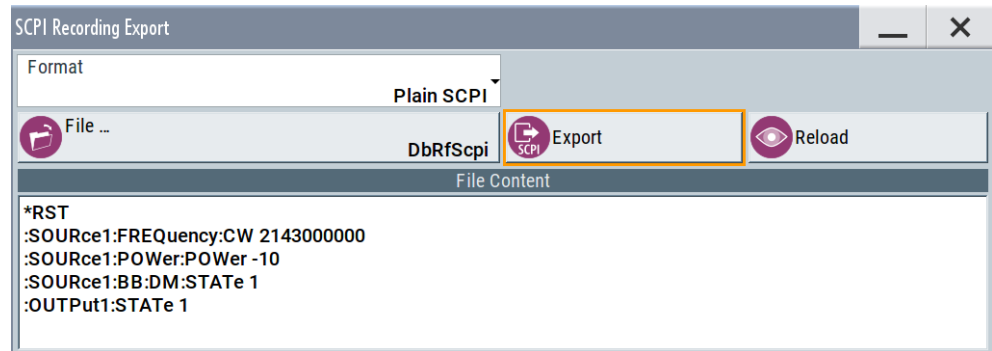 SCPI Recording Export
Format
Plain SCPI
File ...
DbRfScpi
SCPI
Export
Reload
File Content
*RST
:SOURce1:FREQuency:CW 2143000000
:SOURce1:POWer:POWer -10
:SOURce1:BB:DM:STATe 1
:OUTPut1:STATe 1